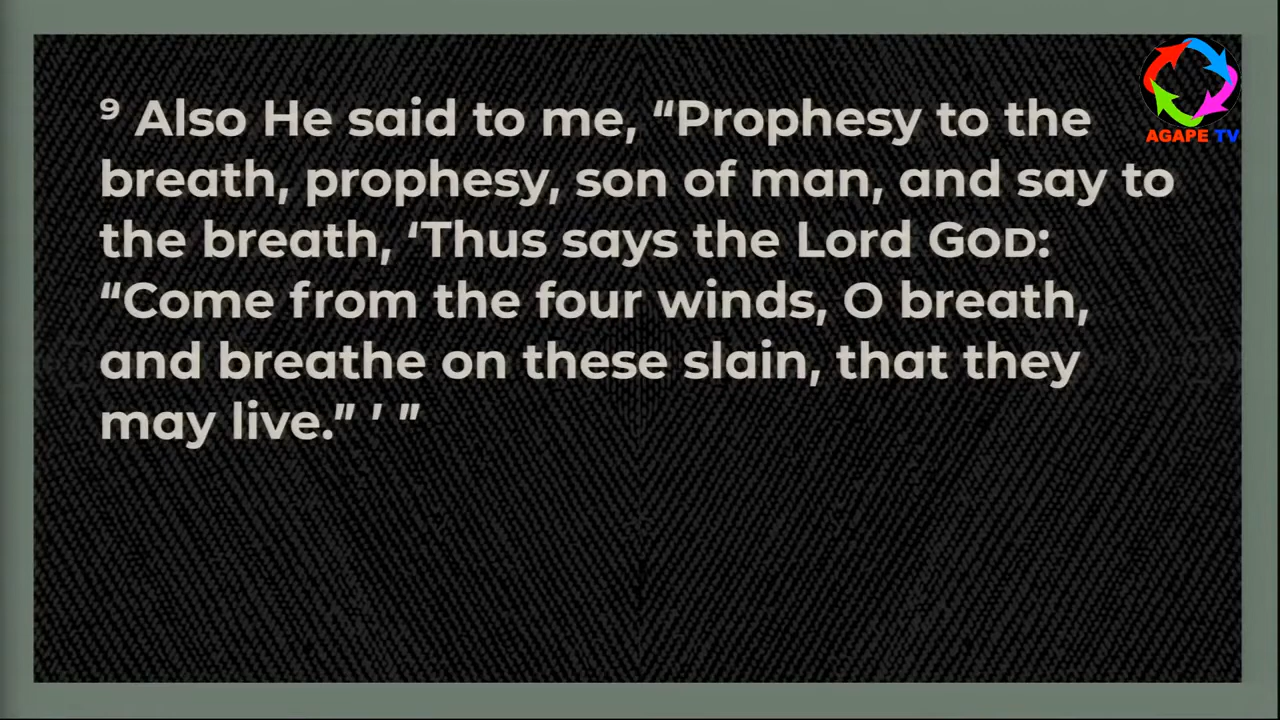 ⁹ Also He said to me, “Prophesy to the
breath, prophesy, son of man, and say to
the breath, ‘Thus says the Lord GOD:
“Come from the four winds, O breath,
and breathe on these slain, that they
may live.” ’ ”
AGAPE TV